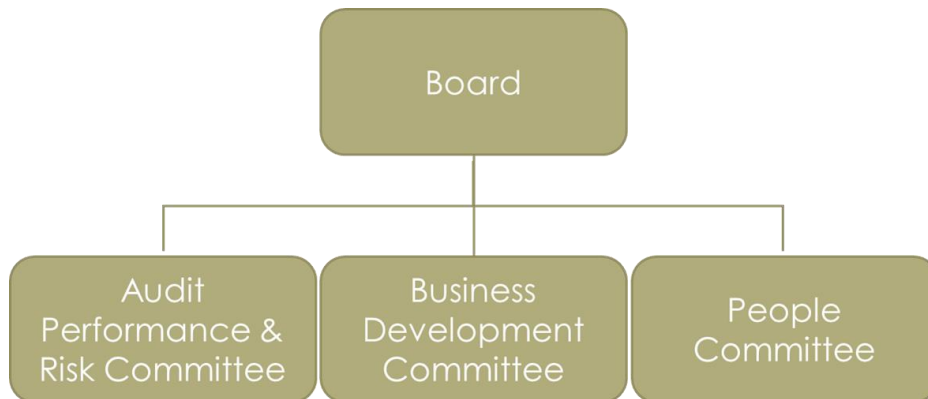 Board
Audit
Performance &
Risk Committee
Business
Development
Committee
People
Committee